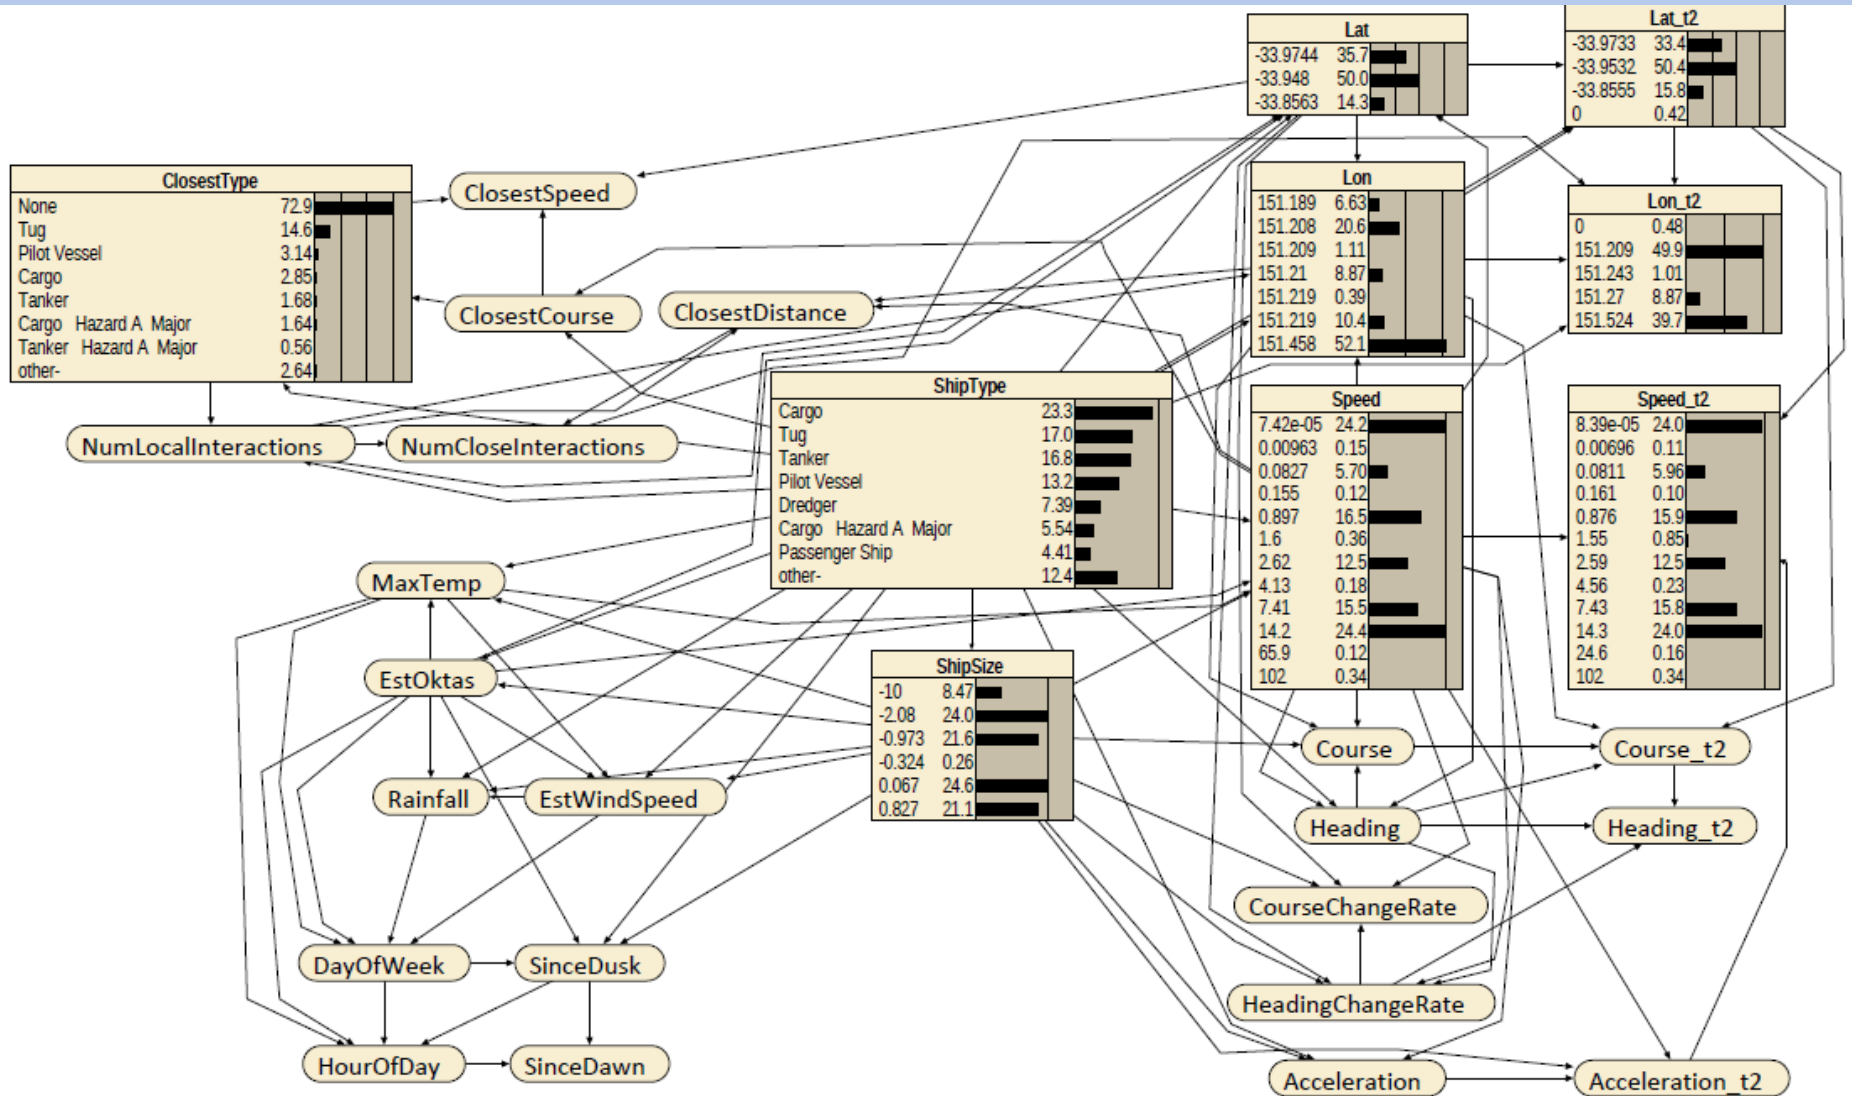 Lat
-33.9744 35.7
-33.948 50.0
-33.8563 14.3
Lat_t2
-33.9733 33.4
-33.9532 50.4
-33.8555 15.8
0 0.42
ClosestType
None 72.9
Tug 14.6
Pilot Vessel 3.14
Cargo 2.85
Tanker 1.68
Cargo Hazard A Major 1.64
Tanker Hazard A Major 0.56
other- 2.64
ClosestSpeed
Lon
151.189 6.63
151.208 20.6
151.209 1.11
151.21 8.87
151.219 0.39
151.219 10.4
151.458 52.1
Lon_t2
0 0.48
151.209 49.9
151.243 1.01
151.27 8.87
151.524 39.7
ClosestCourse
ClosestDistance
ShipType
Cargo 23.3
Tug 17.0
Tanker 16.8
Pilot Vessel 13.2
Dredger 7.39
Cargo Hazard A Major 5.54
Passenger Ship 4.41
other- 12.4
Speed
7.42e-05 24.2
0.00963 0.15
0.0827 5.70
0.155 0.12
0.897 16.5
1.6 0.36
2.62 12.5
4.13 0.18
7.41 15.5
14.2 24.4
65.9 0.12
102 0.34
Speed_t2
8.39e-05 24.0
0.00696 0.11
0.0811 5.96
0.161 0.10
0.876 15.9
1.55 0.85
2.59 12.5
4.56 0.23
7.43 15.8
14.3 24.0
24.6 0.16
102 0.34
NumLocalInteractions
NumCloseInteractions
MaxTemp
EstOktas
ShipSize
-10 8.47
-2.08 24.0
-0.973 21.6
-0.324 0.26
0.067 24.6
0.827 21.1
Course
Course_t2
Rainfall
EstWindSpeed
Heading
Heading_t2
CourseChangeRate
DayOfWeek
SinceDusk
HeadingChangeRate
HourOfDay
SinceDawn
Acceleration
Acceleration_t2